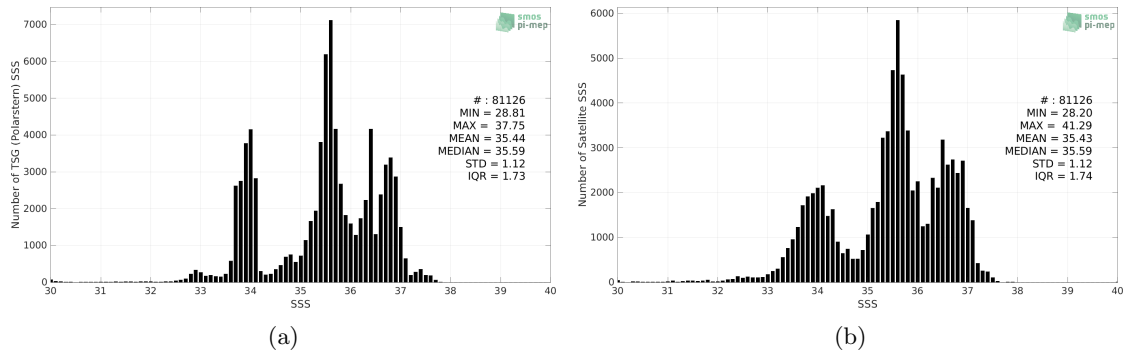 Number of TSG (Polarstern) SSS
7000
6000
5000
4000
3000
2000
1000
0
30 31 32 33 34 35 36 37 38 39 40
SSS
smos
pi-mep
# : 81126
MIN = 28.81
MAX = 37.75
MEAN = 35.44
MEDIAN = 35.59
STD = 1.12
IQR = 1.73
(a)
Number of Satellite SSS
6000
5000
4000
3000
2000
1000
0
30 31 32 33 34 35 36 37 38 39 40
SSS
smos
pi-mep
# : 81126
MIN = 28.20
MAX = 41.29
MEAN = 35.43
MEDIAN = 35.59
STD = 1.12
IQR = 1.74
(b)